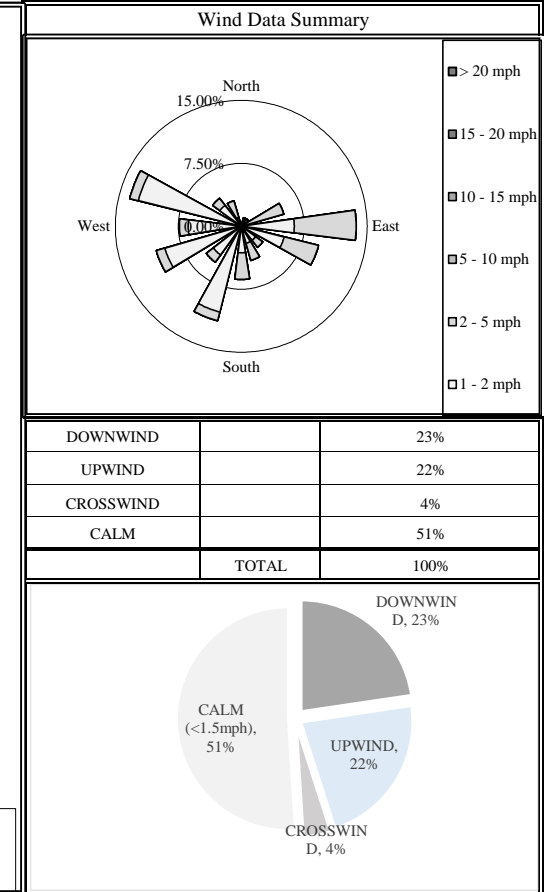 Wind Data Summary
North
15.00%
7.50%
0.00%
West
East
South
> 20 mph
15 - 20 mph
10 - 15 mph
5 - 10 mph
2 - 5 mph
1 - 2 mph
DOWNWIND 23%
UPWIND 22%
CROSSWIND 4%
CALM 51%
TOTAL 100%
DOWNWIN
D, 23%
CALM
(<1.5mph),
51%
UPWIND,
22%
CROSSWIN
D, 4%